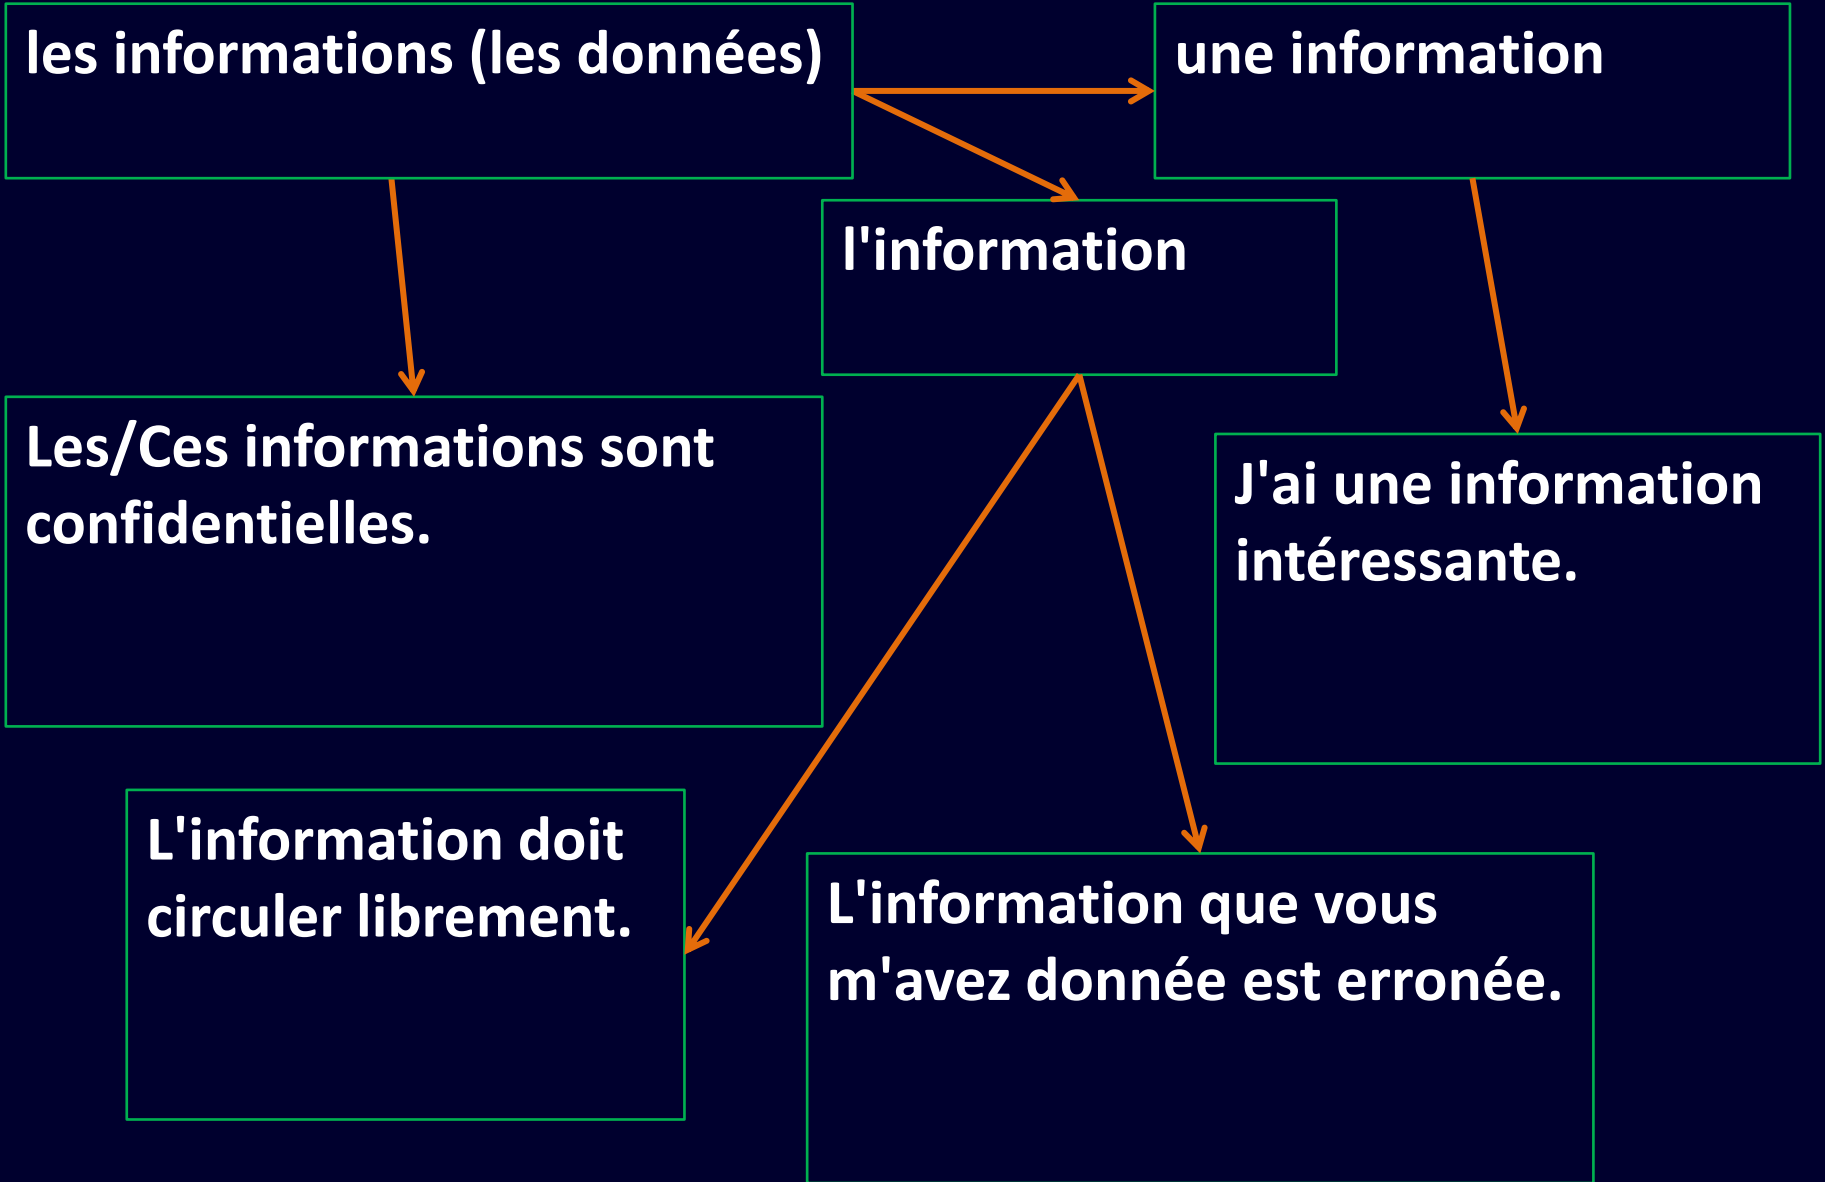 les informations (les données)
une information
l'information
Les/Ces informations sont
confidentielles.
J'ai une information
intéressante.
L'information doit
circuler librement.
L'information que vous
m'avez donnée est erronée.